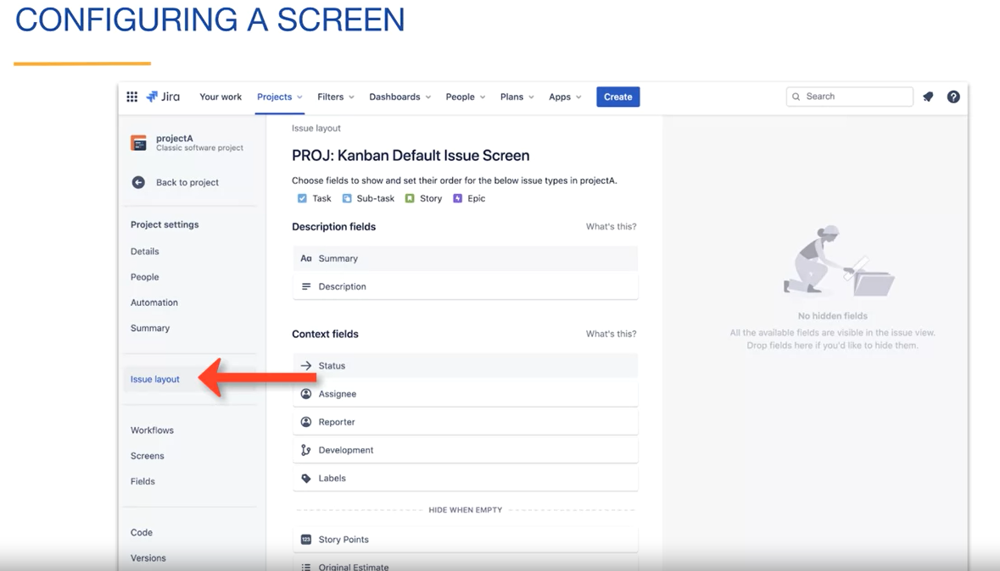 CONFIGURING A SCREEN
Jira Your work Projects Filters Dashboards People Plans Apps Create Search
projectA
Classic software project
Back to project
Project settings
Details
People
Automation
Summary
Issue layout
Workflows
Screens
Fields
Code
Versions
Issue layout
PROJ: Kanban Default Issue Screen
Choose fields to show and set their order for the below issue types in projectA.
Task Sub-task Story Epic
Description fields What's this?
Aa Summary
Description
Context fields What's this?
Status
Assignee
Reporter
Development
Labels
HIDE WHEN EMPTY
123 Story Points
Original Estimate
No hidden fields
All the available fields are visible in the issue view.
Drop fields here if you'd like to hide them.